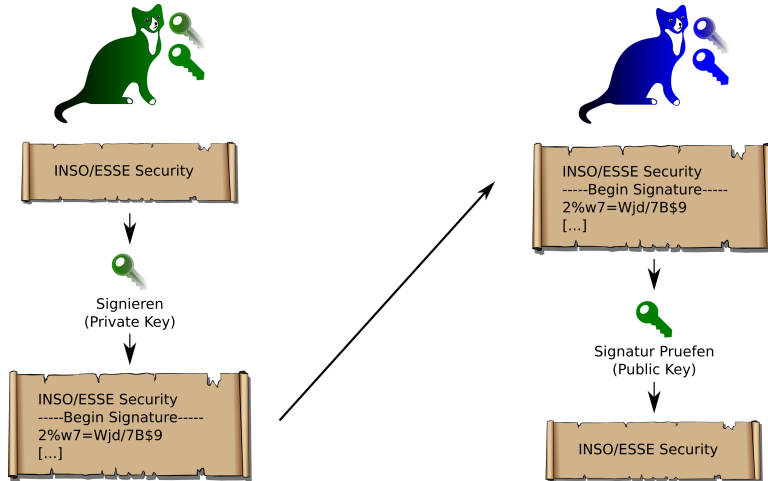 INSO/ESSE Security
Signieren
(Private Key)
INSO/ESSE Security
-----Begin Signature-----
2%w7=Wjd/7B$9
[...]
INSO/ESSE Security
-----Begin Signature-----
2%w7=Wjd/7B$9
[...]
Signatur Pruefen
(Public Key)
INSO/ESSE Security